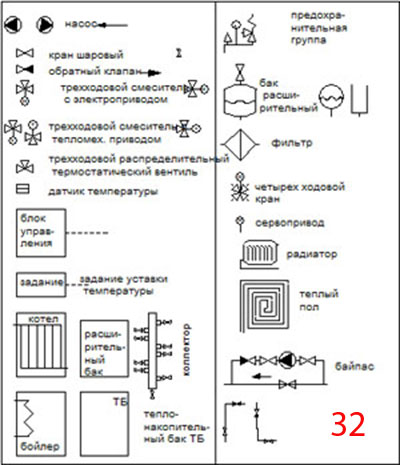 насос
кран шаровый
1
обратный клапан
трехходовой смеситель
с электроприводом
трехходовой смеситель
тепломех. приводом
трехходовой распределительный
термостатический вентиль
датчик температуры
блок
управ-
ления
задание
задание уставки
температуры
котел
расши-
ритель-
ный
бак
коллектор
бойлер
ТБ
тепло-
накопитель-
ный бак ТБ
предохра-
нительная
группа
бак
расши-
рительный
фильтр
четырех ходовой
кран
сервопривод
радиатор
теплый
пол
байпас
32